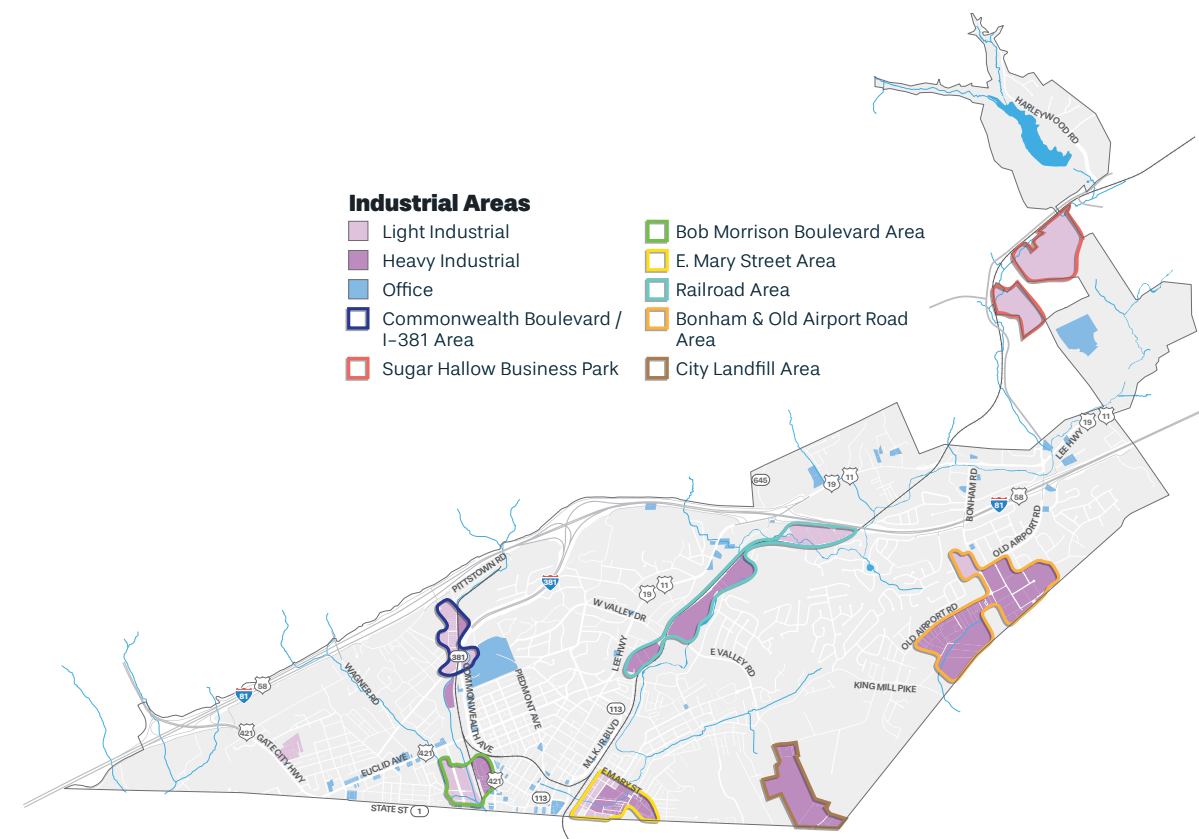 HARLEYWOOD RD
Industrial Areas
Light Industrial
Heavy Industrial
Office
Commonwealth Boulevard /
I-381 Area
Sugar Hallow Business Park
Bob Morrison Boulevard Area
E. Mary Street Area
Railroad Area
Bonham & Old Airport Road
Area
City Landfill Area
19
11
LEE HWY
645
19
11
BONHAM RD
81
58
OLD AIRPORT RD
PITTSTOWN RD
381
19
11
W VALLEY DR
OLD AIRPORT RD
LEE HWY
E VALLEY RD
381
WAGNER RD
COMMONWEALTH AVE
PIEDMONT AVE
KING MILL PIKE
81
58
113
421
GATE CITY HWY
M.L.K. JR BLVD
421
EUCLID AVE
421
E MARY ST
113
STATE ST
1